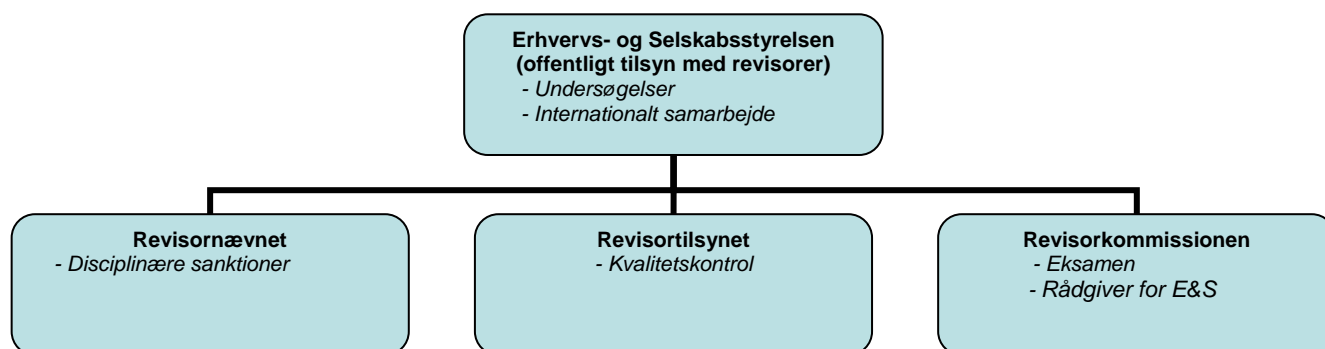 Erhvervs- og Selskabsstyrelsen
(offentligt tilsyn med revisorer)
- Undersøgelser
- Internationalt samarbejde
Revisornævnet
- Disciplinære sanktioner
Revisortilsynet
- Kvalitetskontrol
Revisorkommissionen
- Eksamen
- Rådgiver for E&S